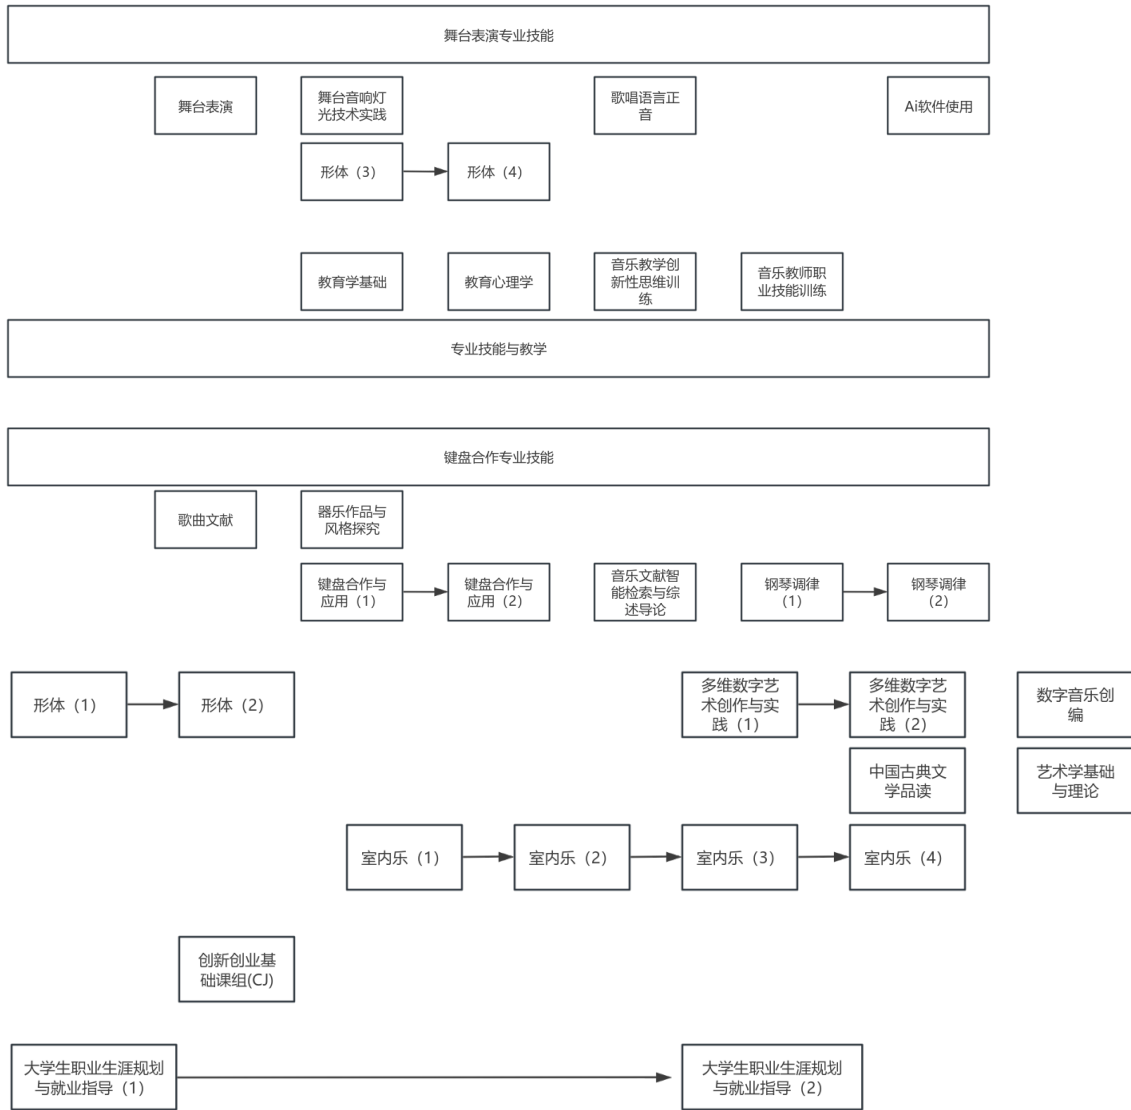 舞台表演专业技能
舞台表演
舞台音响灯
光技术实践
歌唱语言正
音
Ai软件使用
形体（3）
形体（4）
教育学基础
教育心理学
音乐教学创
新性思维训
练
音乐教师职
业技能训练
专业技能与教学
键盘合作专业技能
歌曲文献
器乐作品与
风格探究
键盘合作与
应用（1）
键盘合作与
应用（2）
音乐文献智
能检索与综
述导论
钢琴调律
（1）
钢琴调律
（2）
形体（1）
形体（2）
多维数字艺
术创作与实
践（1）
多维数字艺
术创作与实
践（2）
数字音乐创
编
中国古典文
学品读
艺术学基础
与理论
室内乐（1）
室内乐（2）
室内乐（3）
室内乐（4）
创新创业基
础课组(CJ)
大学生职业生涯规划
与就业指导（1）
大学生职业生涯规划
与就业指导（2）